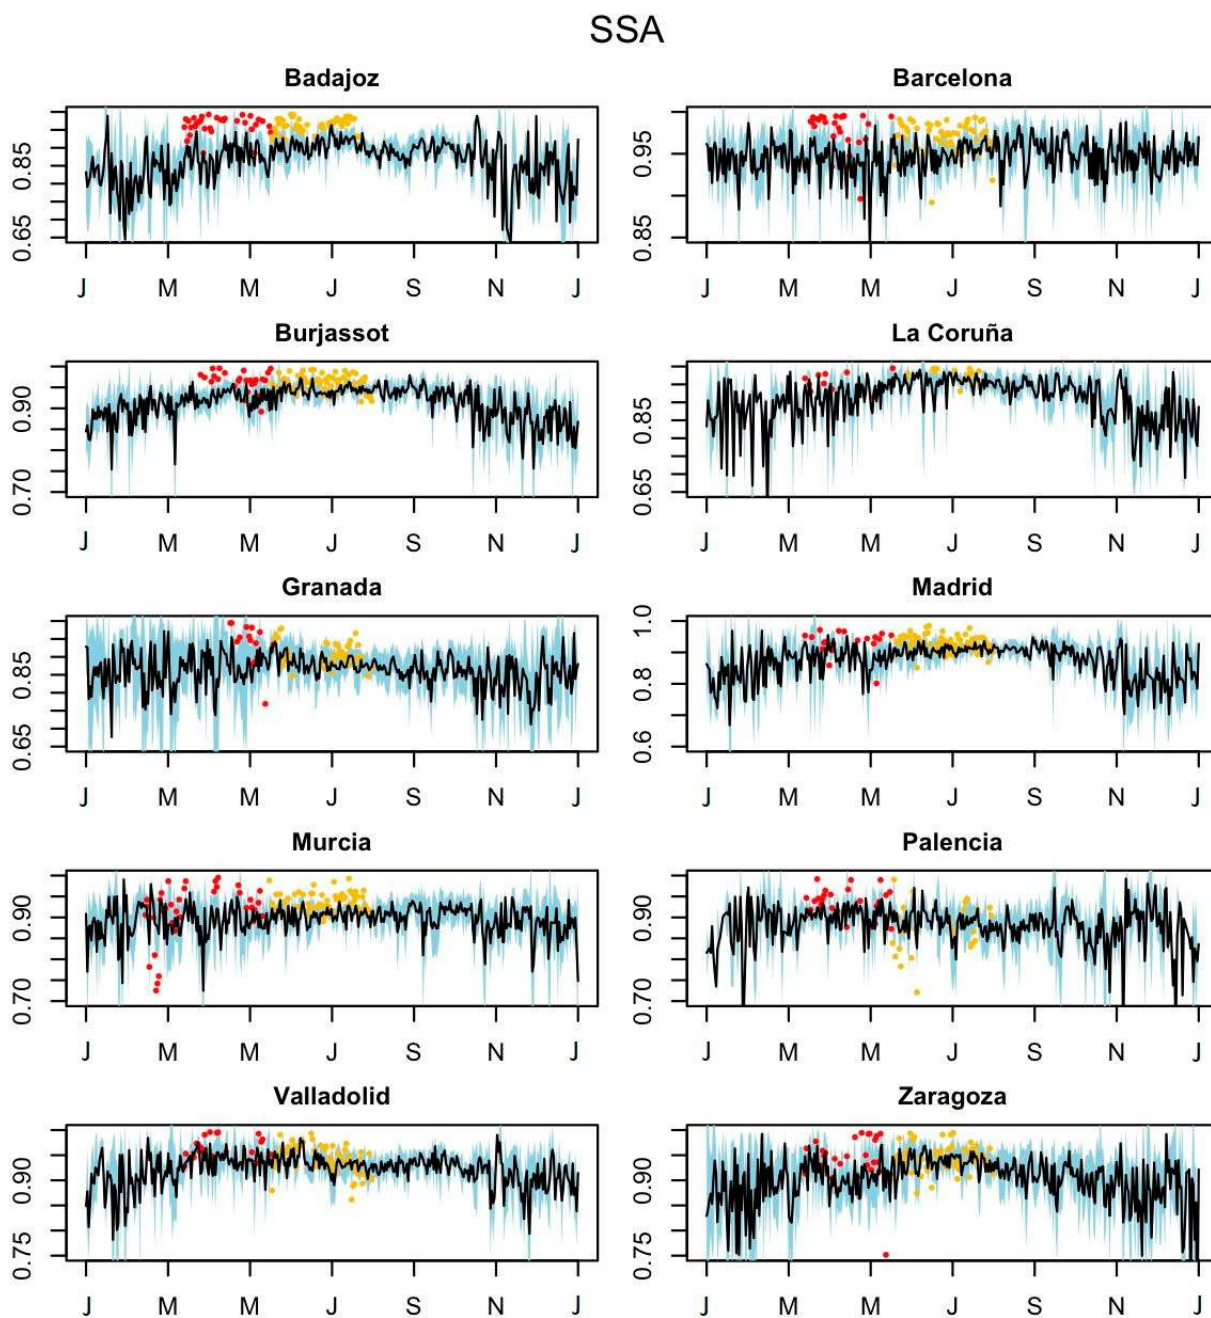 SSA
Badajoz
0.85
0.65
J M M J S N J
Barcelona
0.95
0.85
J M M J S N J
Burjassot
0.90
0.70
J M M J S N J
La Coruña
0.85
0.65
J M M J S N J
Granada
0.85
0.65
J M M J S N J
Madrid
1.0
0.8
0.6
J M M J S N J
Murcia
0.90
0.70
J M M J S N J
Palencia
0.90
0.70
J M M J S N J
Valladolid
0.90
0.75
J M M J S N J
Zaragoza
0.90
0.75
J M M J S N J